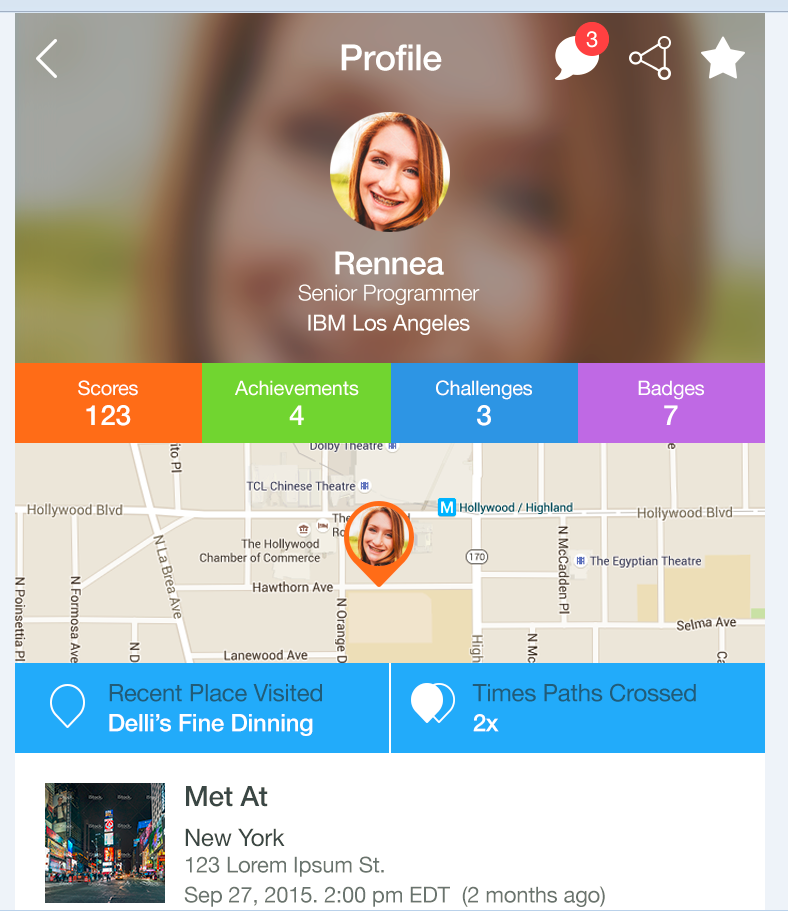 Profile
3
Rennea
Senior Programmer
IBM Los Angeles
Scores
123
Achievements
4
Challenges
3
Badges
7
Dolby Theatre
TCL Chinese Theatre
Hollywood Blvd
The
M Hollywood / Highland
Hollywood Blvd
The Hollywood
Chamber of Commerce
170
The Egyptian Theatre
Hawthorn Ave
N La Brea Ave
N Poinsettia Pl
N Formosa Ave
N Orange D
N McCadden Pl
Selma Ave
Lanewood Ave
ito Pl
N D
High
N Mc
Recent Place Visited
Delli's Fine Dinning
Times Paths Crossed
2x
Met At
New York
123 Lorem Ipsum St.
Sep 27, 2015. 2:00 pm EDT (2 months ago)